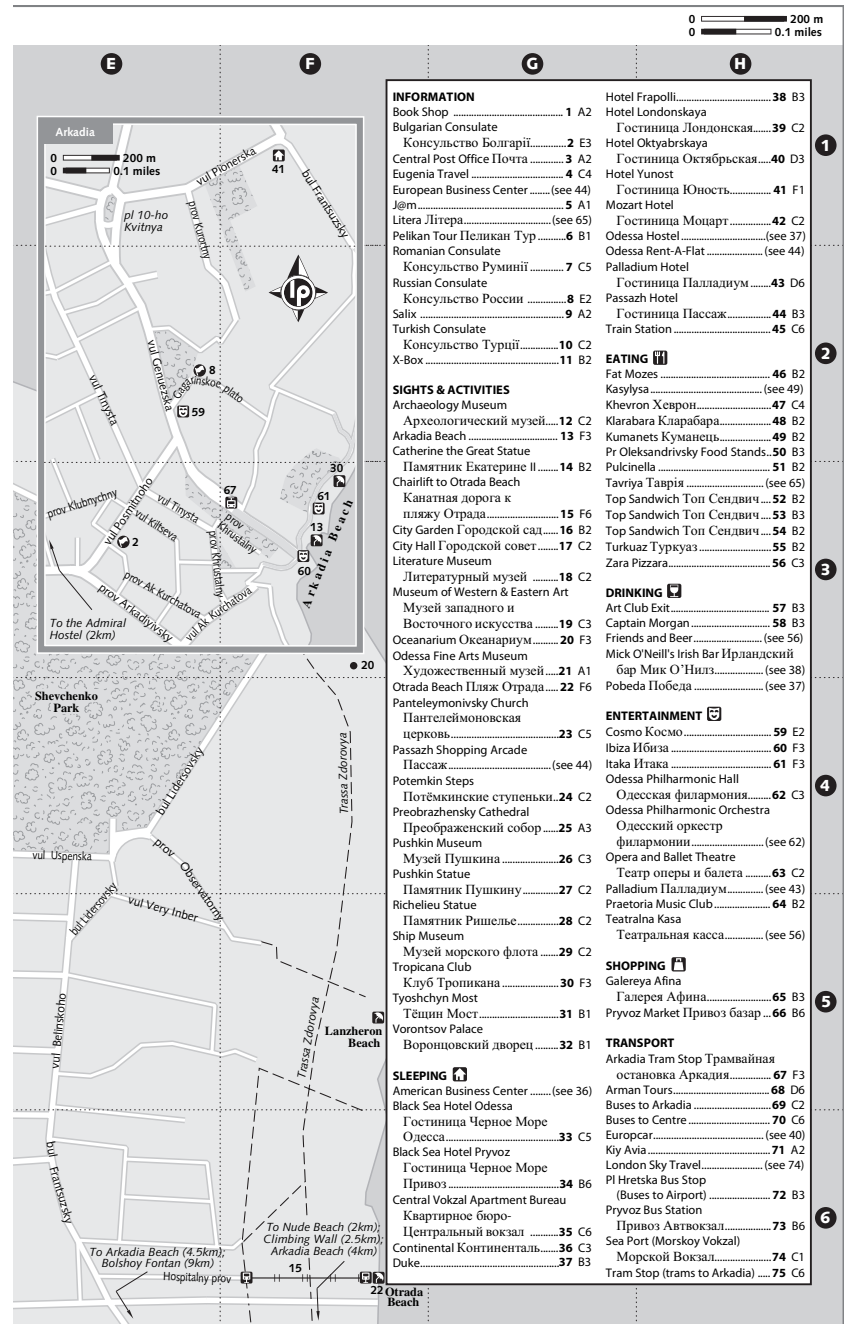 0 200 m
0 0.1 miles
E
F
G
H
Arkadia
0 200 m
0 0.1 miles
vul Pionerska
41
bul Frantsuzsky
pl 10-ho
Kvitnya
prov Kurortny
lp
vul Genuezska
8
Gagarinskoe plato
59
vul Tinysta
30
67
61
prov Klubnychny
vul Posmitnoho
vul Tinysta
vul Kiltseva
prov
Khrustalny
13
2
60
Arkadia Beach
prov Khrustalny
prov Ak Kurchatova
prov Arkadiyivsky
vul Ak Kurchatova
To the Admiral
Hostel (2km)
20
Shevchenko
Park
bul Lidersovsky
Trassa Zdorovya
vul Uspenska
prov Observatorny
bul Lidersovsky
vul Very Inber
vul Belinskoho
Trassa Zdorovya
Lanzheron
Beach
bul Frantsuzsky
To Nude Beach (2km);
Climbing Wall (2.5km);
Arkadia Beach (4km)
To Arkadia Beach (4.5km);
Bolshoy Fontan (9km)
Hospitalny prov
15
22
Otrada
Beach
INFORMATION
Book Shop 1 A2
Bulgarian Consulate
Консульство Болгарії 2 E3
Central Post Office Почта 3 A2
Eugenia Travel 4 C4
European Business Center (see 44)
J@m 5 A1
Litera Літера (see 65)
Pelikan Tour Пеликан Тур 6 B1
Romanian Consulate
Консульство Руминії 7 C5
Russian Consulate
Консульство России 8 E2
Salix 9 A2
Turkish Consulate
Консульство Турції 10 C2
X-Box 11 B2
SIGHTS & ACTIVITIES
Archaeology Museum
Археологический музей 12 C2
Arkadia Beach 13 F3
Catherine the Great Statue
Памятник Екатерине II 14 B2
Chairlift to Otrada Beach
Канатная дорога к
пляжу Отрада 15 F6
City Garden Городской сад 16 B2
City Hall Городской совет 17 C2
Literature Museum
Литературный музей 18 C2
Museum of Western & Eastern Art
Музей западного и
Восточного искусства 19 C3
Oceanarium Океанариум 20 F3
Odessa Fine Arts Museum
Художественный музей 21 A1
Otrada Beach Пляж Отрада 22 F6
Panteleymonivsky Church
Пантелеймоновская
церковь 23 C5
Passazh Shopping Arcade
Пассаж (see 44)
Potemkin Steps
Потёмкинские ступеньки 24 C2
Preobrazhensky Cathedral
Преображенский собор 25 A3
Pushkin Museum
Музей Пушкина 26 C3
Pushkin Statue
Памятник Пушкину 27 C2
Richelieu Statue
Памятник Ришелье 28 C2
Ship Museum
Музей морского флота 29 C2
Tropicana Club
Клуб Тропикана 30 F3
Tyoshchyn Most
Тёщин Мост 31 B1
Vorontsov Palace
Воронцовский дворец 32 B1
SLEEPING
American Business Center (see 36)
Black Sea Hotel Odessa
Гостиница Черное Море
Одесса 33 C5
Black Sea Hotel Pryvoz
Гостиница Черное Море
Привоз 34 B6
Central Vokzal Apartment Bureau
Квартирное бюро-
Центральный вокзал 35 C6
Continental Континенталь 36 C3
Duke 37 B3
Hotel Frapolli 38 B3
Hotel Londonskaya
Гостиница Лондонская 39 C2
Hotel Oktyabrskaya
Гостиница Октябрьская 40 D3
Hotel Yunost
Гостиница Юность 41 F1
Mozart Hotel
Гостиница Моцарт 42 C2
Odessa Hostel (see 37)
Odessa Rent-A-Flat (see 44)
Palladium Hotel
Гостиница Палладиум 43 D6
Passazh Hotel
Гостиница Пассаж 44 B3
Train Station 45 C6
EATING
Fat Mozes 46 B2
Kasylysa (see 49)
Khevron Хеврон 47 C4
Klarabara Кларабара 48 B2
Kumanets Куманець 49 B2
Pr Oleksandrivsky Food Stands 50 B3
Pulcinella 51 B2
Tavriya Таврія (see 65)
Top Sandwich Топ Сендвич 52 B2
Top Sandwich Топ Сендвич 53 B3
Top Sandwich Топ Сендвич 54 B2
Turkuaz Туркуаз 55 B2
Zara Pizzara 56 C3
DRINKING
Art Club Exit 57 B3
Captain Morgan 58 B3
Friends and Beer (see 56)
Mick O'Neill's Irish Bar Ирландский
бар Мик О'Нилз (see 38)
Pobeda Победа (see 37)
ENTERTAINMENT
Cosmo Космо 59 E2
Ibiza Ибиза 60 F3
Itaka Итака 61 F3
Odessa Philharmonic Hall
Одесская филармония 62 C3
Odessa Philharmonic Orchestra
Одесский оркестр
филармонии (see 62)
Opera and Ballet Theatre
Театр оперы и балета 63 C2
Palladium Палладиум (see 43)
Praetoria Music Club 64 B2
Teatralna Kasa
Театральная касса (see 56)
SHOPPING
Galereya Afina
Галерея Афина 65 B3
Pryvoz Market Привоз базар 66 B6
TRANSPORT
Arkadia Tram Stop Трамвайная
остановка Аркадия 67 F3
Arman Tours 68 D6
Buses to Arkadia 69 C2
Buses to Centre 70 C6
Europcar (see 40)
Kiy Avia 71 A2
London Sky Travel (see 74)
Pl Hretska Bus Stop
(Buses to Airport) 72 B3
Pryvoz Bus Station
Привоз Автвокзал 73 B6
Sea Port (Morskoy Vokzal)
Морской Вокзал 74 C1
Tram Stop (trams to Arkadia) 75 C6
1
2
3
4
5
6